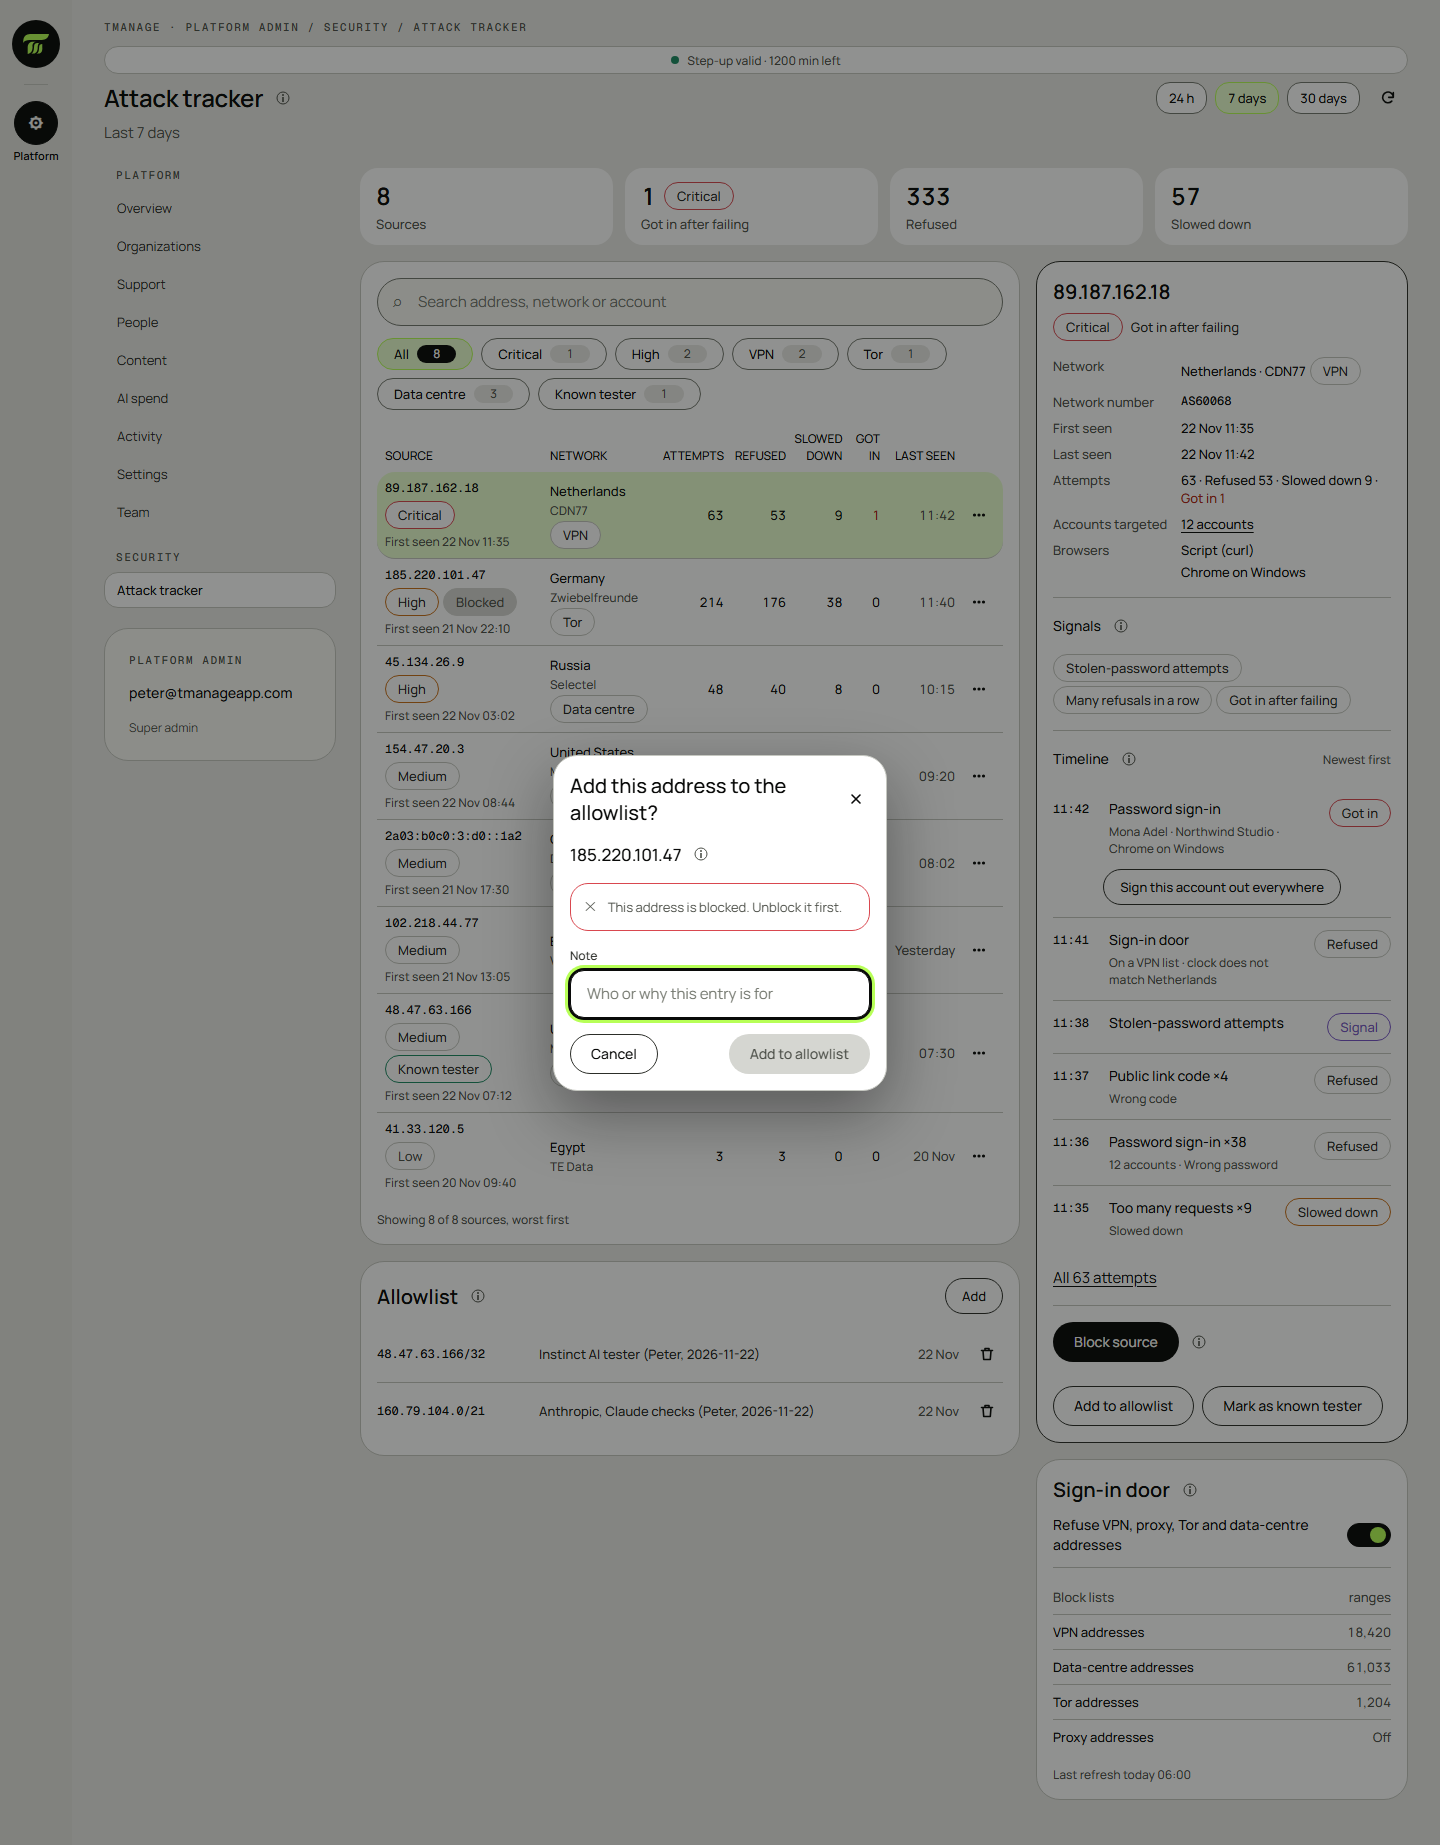 TMANAGE · PLATFORM ADMIN / SECURITY / ATTACK TRACKER
Step-up valid · 1200 min left
Attack tracker
24 h
7 days
30 days
Last 7 days
Platform
PLATFORM
Overview
Organizations
Support
People
Content
AI spend
Activity
Settings
Team
SECURITY
Attack tracker
PLATFORM ADMIN
peter@tmanageapp.com
Super admin
8
Sources
1 Critical
Got in after failing
333
Refused
57
Slowed down
Search address, network or account
All 8
Critical 1
High 2
VPN 2
Tor 1
Data centre 3
Known tester 1
SOURCE NETWORK ATTEMPTS REFUSED SLOWED DOWN GOT IN LAST SEEN
89.187.162.18
Critical
First seen 22 Nov 11:35
Netherlands
CDN77
VPN
63 53 9 1 11:42
185.220.101.47
High Blocked
First seen 21 Nov 22:10
Germany
Zwiebelfreunde
Tor
214 176 38 0 11:40
45.134.26.9
High
First seen 22 Nov 03:02
Russia
Selectel
Data centre
48 40 8 0 10:15
154.47.20.3
Medium
First seen 22 Nov 08:44
United States
09:20
2a03:b0c0:3:d0::1a2
Medium
First seen 21 Nov 17:30
08:02
102.218.44.77
Medium
First seen 21 Nov 13:05
Yesterday
48.47.63.166
Medium
Known tester
First seen 22 Nov 07:12
07:30
41.33.120.5
Low
First seen 20 Nov 09:40
Egypt
TE Data
3 3 0 0 20 Nov
Showing 8 of 8 sources, worst first
Add this address to the
allowlist?
185.220.101.47
This address is blocked. Unblock it first.
Note
Who or why this entry is for
Cancel
Add to allowlist
Allowlist
Add
48.47.63.166/32 Instinct AI tester (Peter, 2026-11-22) 22 Nov
160.79.104.0/21 Anthropic, Claude checks (Peter, 2026-11-22) 22 Nov
89.187.162.18
Critical Got in after failing
Network Netherlands · CDN77 VPN
Network number AS60068
First seen 22 Nov 11:35
Last seen 22 Nov 11:42
Attempts 63 · Refused 53 · Slowed down 9 ·
Got in 1
Accounts targeted 12 accounts
Browsers Script (curl)
Chrome on Windows
Signals
Stolen-password attempts
Many refusals in a row
Got in after failing
Timeline
Newest first
11:42 Password sign-in Got in
Mona Adel · Northwind Studio ·
Chrome on Windows
Sign this account out everywhere
11:41 Sign-in door Refused
On a VPN list · clock does not
match Netherlands
11:38 Stolen-password attempts Signal
11:37 Public link code ×4 Refused
Wrong code
11:36 Password sign-in ×38 Refused
12 accounts · Wrong password
11:35 Too many requests ×9 Slowed down
Slowed down
All 63 attempts
Block source
Add to allowlist
Mark as known tester
Sign-in door
Refuse VPN, proxy, Tor and data-centre
addresses
Block lists ranges
VPN addresses 18,420
Data-centre addresses 61,033
Tor addresses 1,204
Proxy addresses Off
Last refresh today 06:00